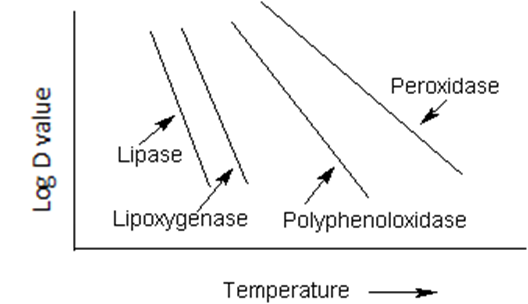 Log D value
Peroxidase
Lipase
Lipoxygenase
Polyphenoloxidase
Temperature